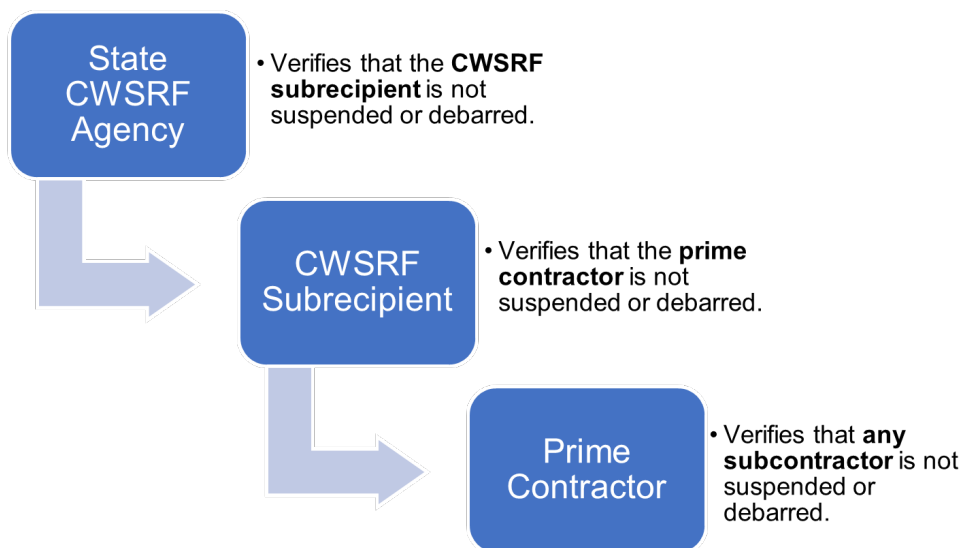 State
CWSRF
Agency
• Verifies that the CWSRF
subrecipient is not
suspended or debarred.
CWSRF
Subrecipient
• Verifies that the prime
contractor is not
suspended or debarred.
Prime
Contractor
• Verifies that any
subcontractor is not
suspended or
debarred.